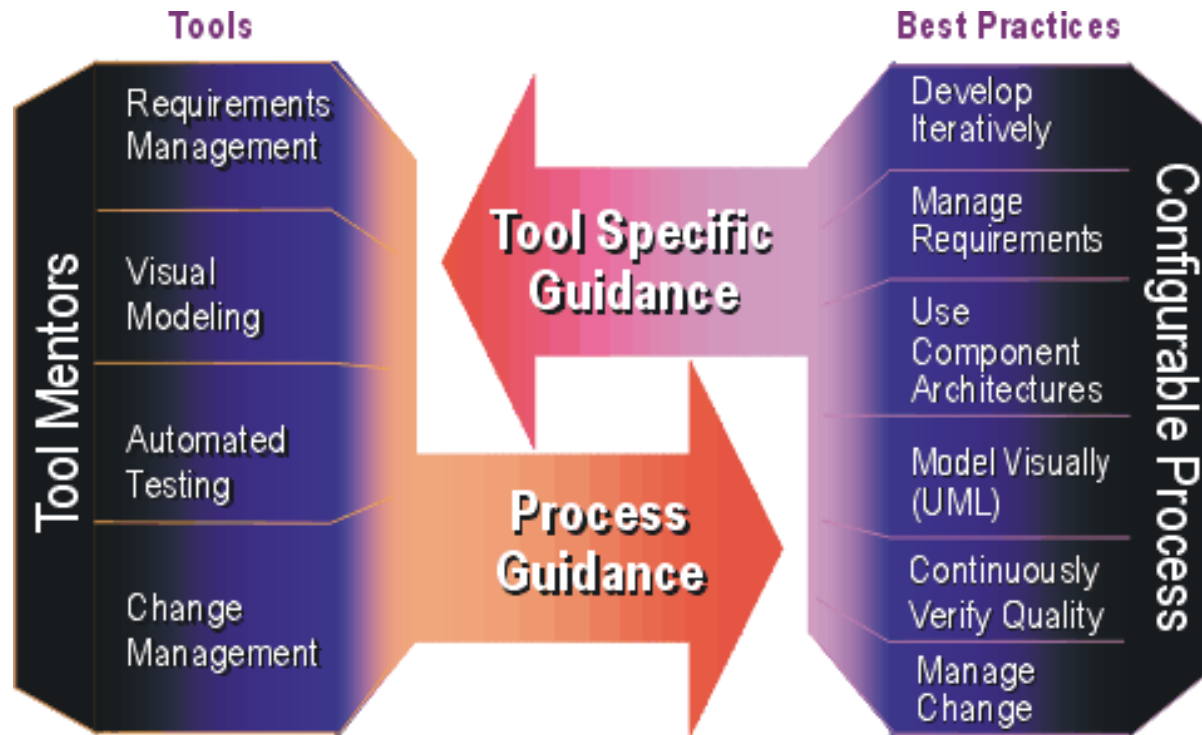 Tools
Best Practices
Tool Mentors
Requirements
Management
Visual
Modeling
Automated
Testing
Change
Management
Tool Specific
Guidance
Process
Guidance
Develop
Iteratively
Manage
Requirements
Use
Component
Architectures
Model Visually
(UML)
Continuously
Verify Quality
Manage
Change
Configurable Process